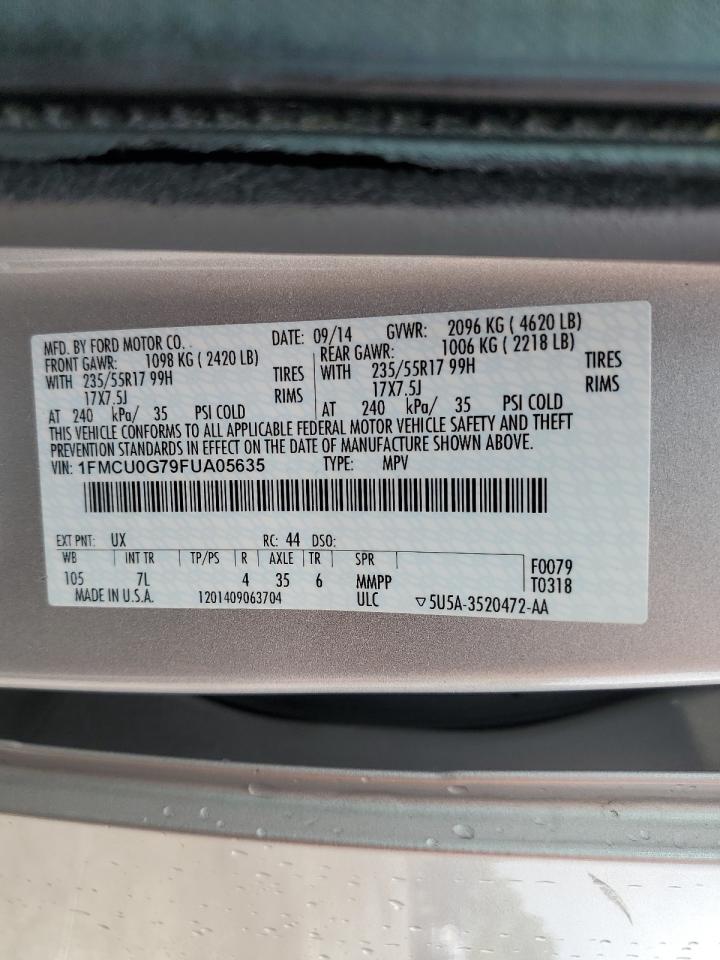 MFD. BY FORD MOTOR CO. DATE: 09/14 GVWR: 2096 KG ( 4620 LB)
FRONT GAWR: 1098 KG ( 2420 LB) REAR GAWR: 1006 KG ( 2218 LB)
WITH 235/55R17 99H TIRES WITH 235/55R17 99H TIRES
17X7.5J RIMS 17X7.5J RIMS
AT 240 kPa/ 35 PSI COLD AT 240 kPa/ 35 PSI COLD
THIS VEHICLE CONFORMS TO ALL APPLICABLE FEDERAL MOTOR VEHICLE SAFETY AND THEFT
PREVENTION STANDARDS IN EFFECT ON THE DATE OF MANUFACTURE SHOWN ABOVE.
VIN: 1FMCU0G79FUA05635 TYPE: MPV
EXT PNT: UX RC: 44 DSO:
WB INT TR TP/PS R AXLE TR SPR F0079
105 7L 4 35 6 MMPP T0318
MADE IN U.S.A. 1201409063704 ULC ▽5U5A-3520472-AA